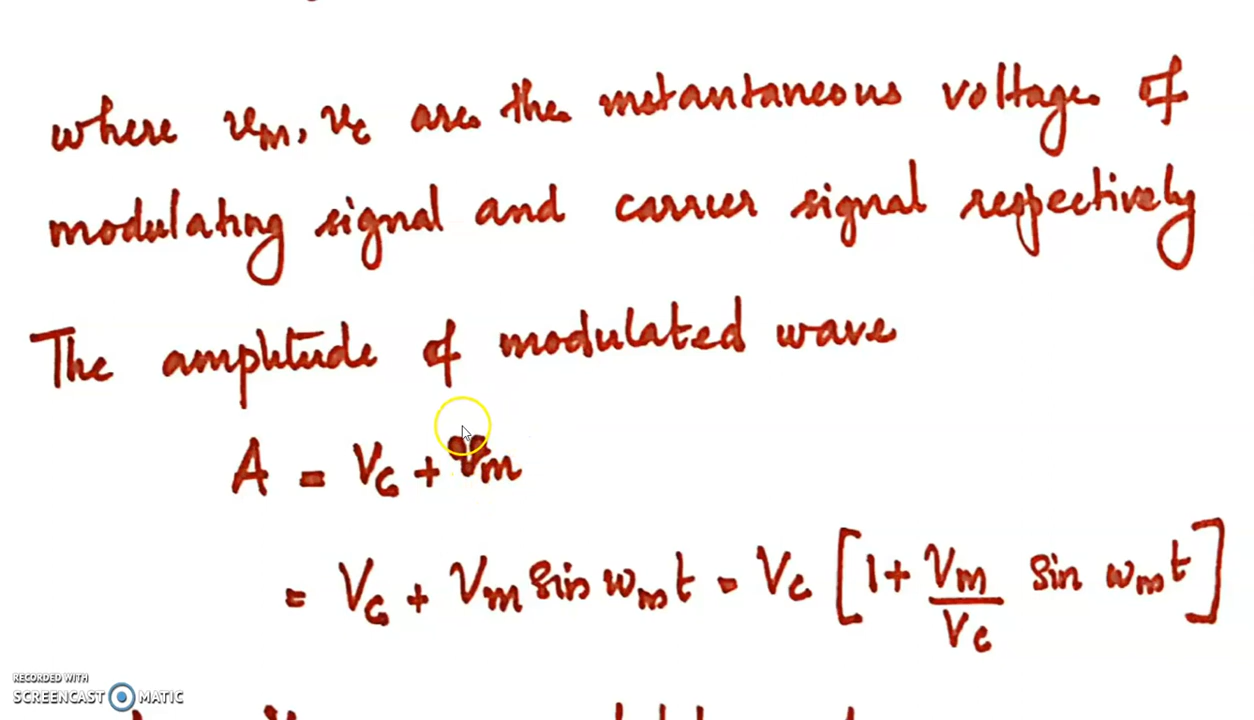 where vm, vc are the instantaneous voltage of
modulating signal and carrier signal respectively
The amplitude of modulated wave
A = Vc + vm
= Vc + Vm sin ωmt = Vc [1 + Vm/Vc sin ωmt]
RECORDED WITH
SCREENCAST MATIC